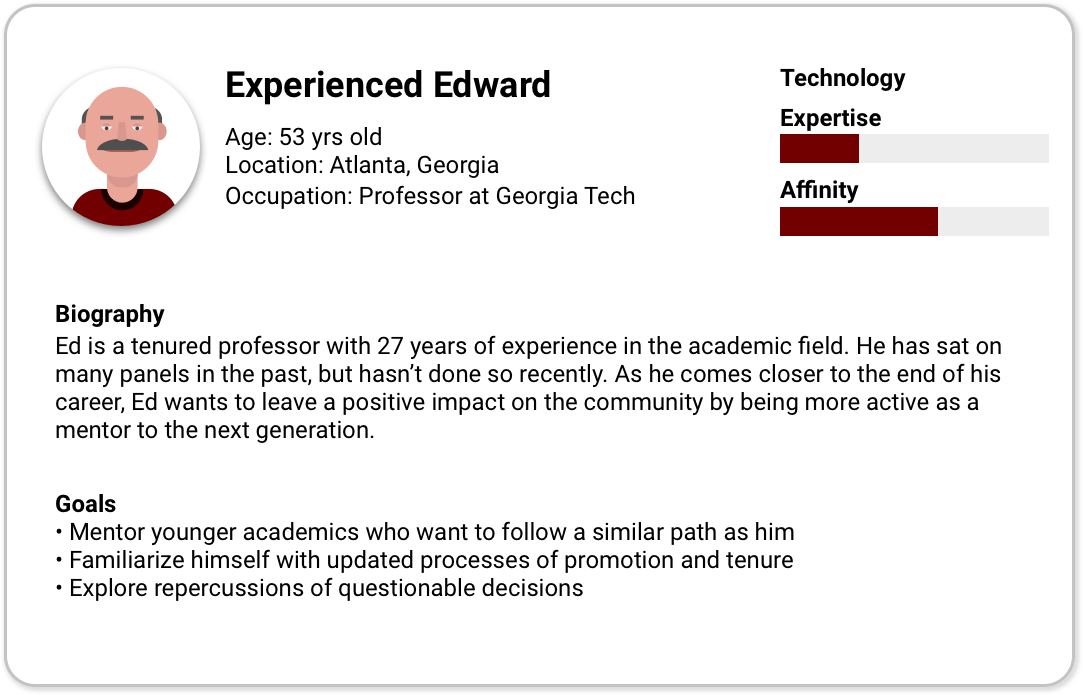 Experienced Edward
Age: 53 yrs old
Location: Atlanta, Georgia
Occupation: Professor at Georgia Tech
Technology
Expertise
Affinity
Biography
Ed is a tenured professor with 27 years of experience in the academic field. He has sat on
many panels in the past, but hasn’t done so recently. As he comes closer to the end of his
career, Ed wants to leave a positive impact on the community by being more active as a
mentor to the next generation.
Goals
• Mentor younger academics who want to follow a similar path as him
• Familiarize himself with updated processes of promotion and tenure
• Explore repercussions of questionable decisions